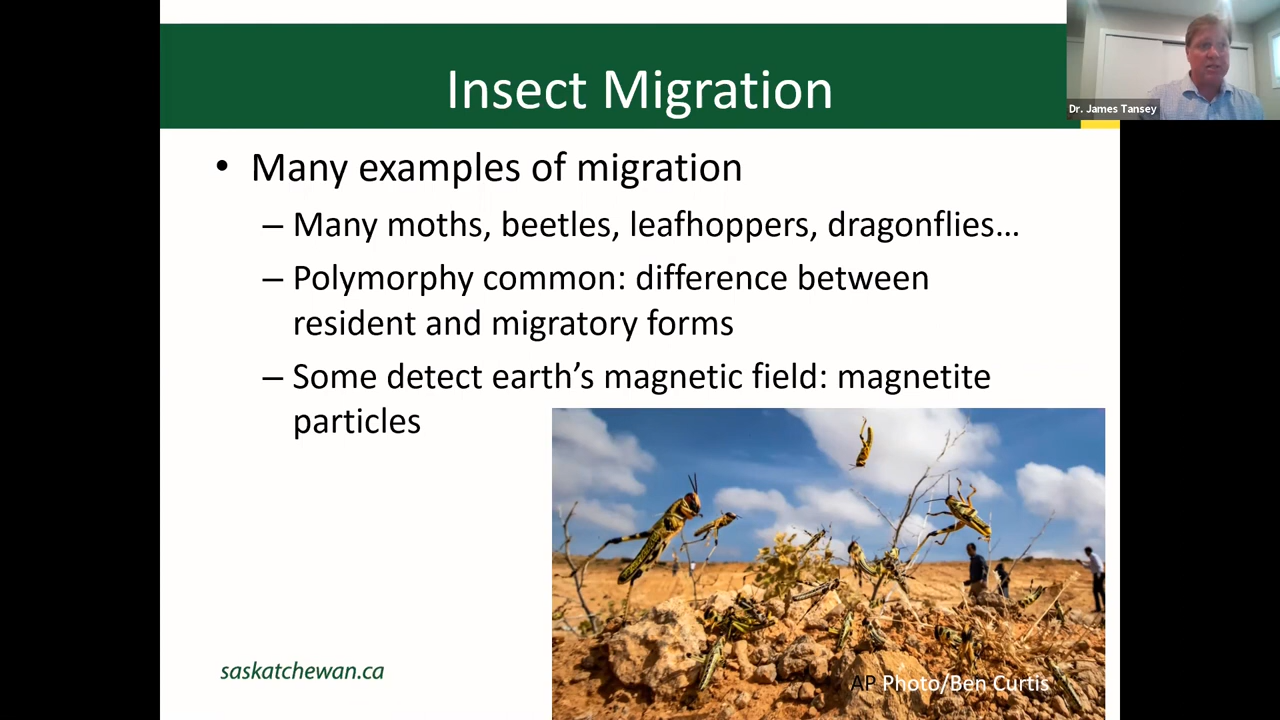 Insect Migration
Dr. James Tansey
• Many examples of migration
– Many moths, beetles, leafhoppers, dragonflies…
– Polymorphy common: difference between
resident and migratory forms
– Some detect earth’s magnetic field: magnetite
particles
saskatchewan.ca
AP Photo/Ben Curtis